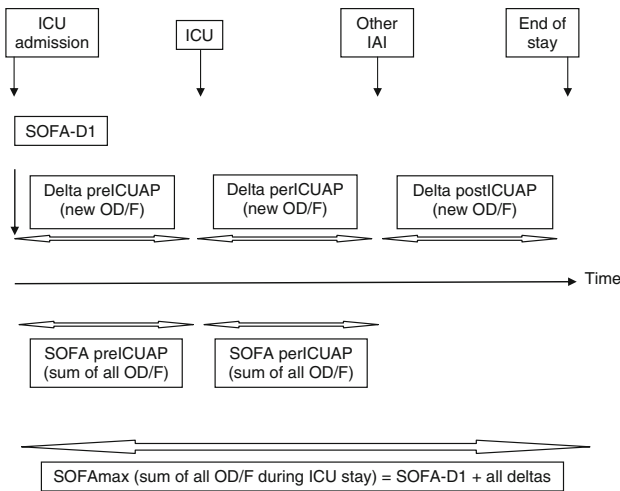 ICU
admission
ICU
Other
IAI
End of
stay
SOFA-D1
Delta preICUAP
(new OD/F)
Delta perICUAP
(new OD/F)
Delta postICUAP
(new OD/F)
Time
SOFA preICUAP
(sum of all OD/F)
SOFA perICUAP
(sum of all OD/F)
SOFAmax (sum of all OD/F during ICU stay) = SOFA-D1 + all deltas